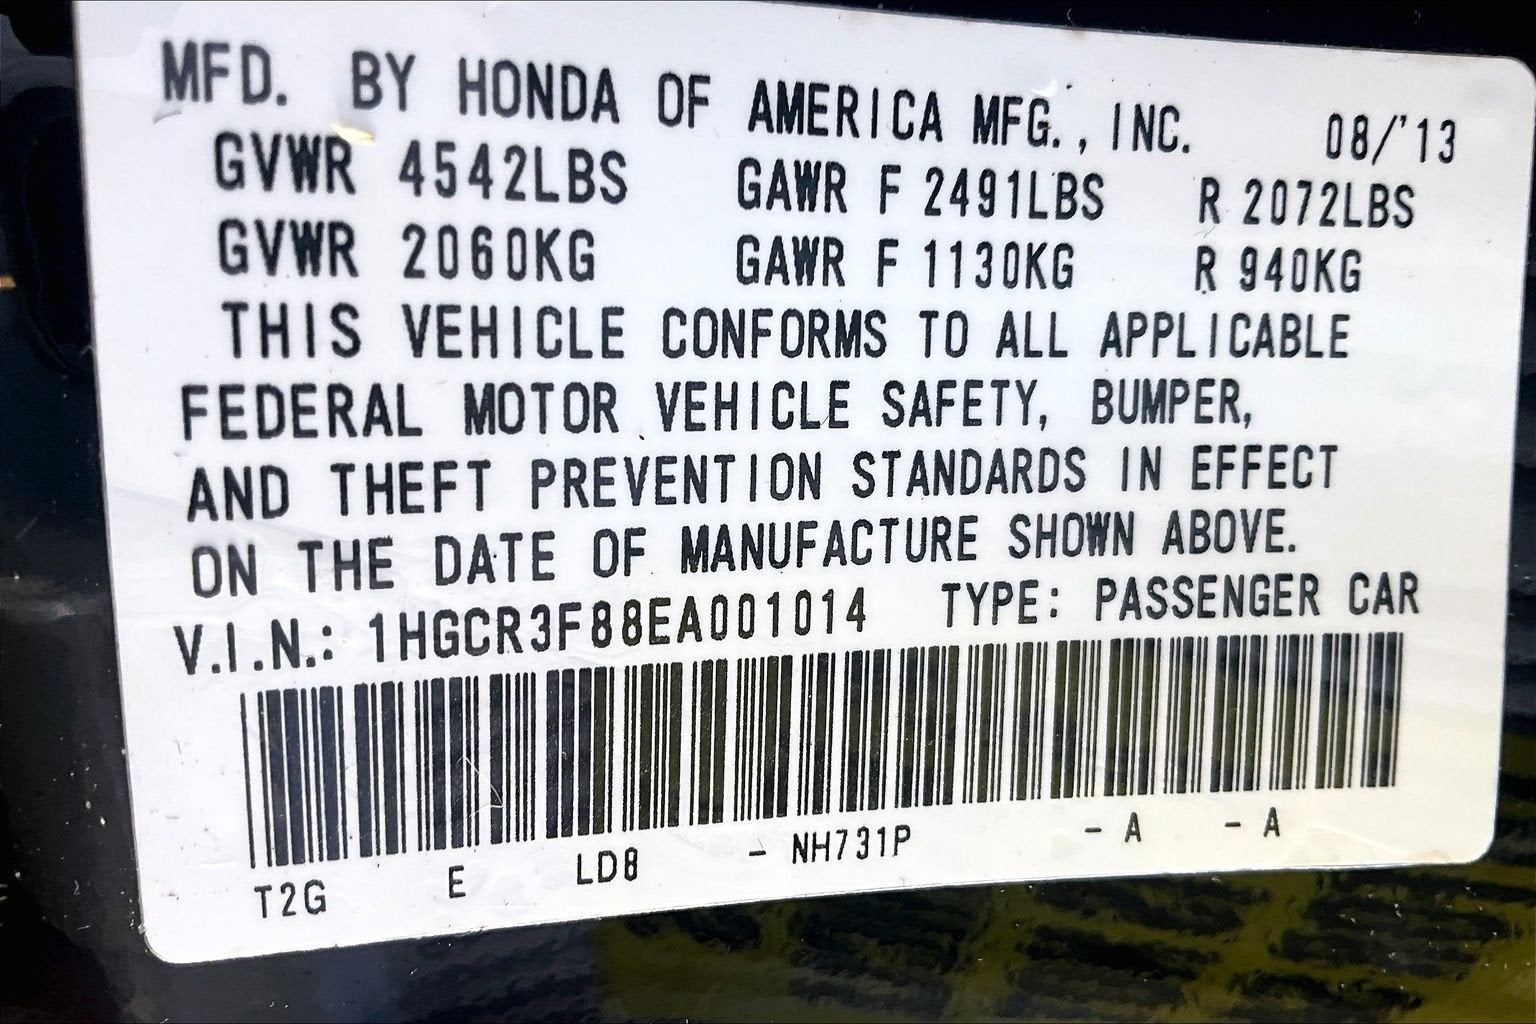 MFD. BY HONDA OF AMERICA MFG., INC. 08/'13
GVWR 4542LBS GAWR F 2491LBS R 2072LBS
GVWR 2060KG GAWR F 1130KG R 940KG
THIS VEHICLE CONFORMS TO ALL APPLICABLE
FEDERAL MOTOR VEHICLE SAFETY, BUMPER,
AND THEFT PREVENTION STANDARDS IN EFFECT
ON THE DATE OF MANUFACTURE SHOWN ABOVE.
V.I.N.: 1HGCR3F88EA001014 TYPE: PASSENGER CAR
T2G E LD8 - NH731P - A - A